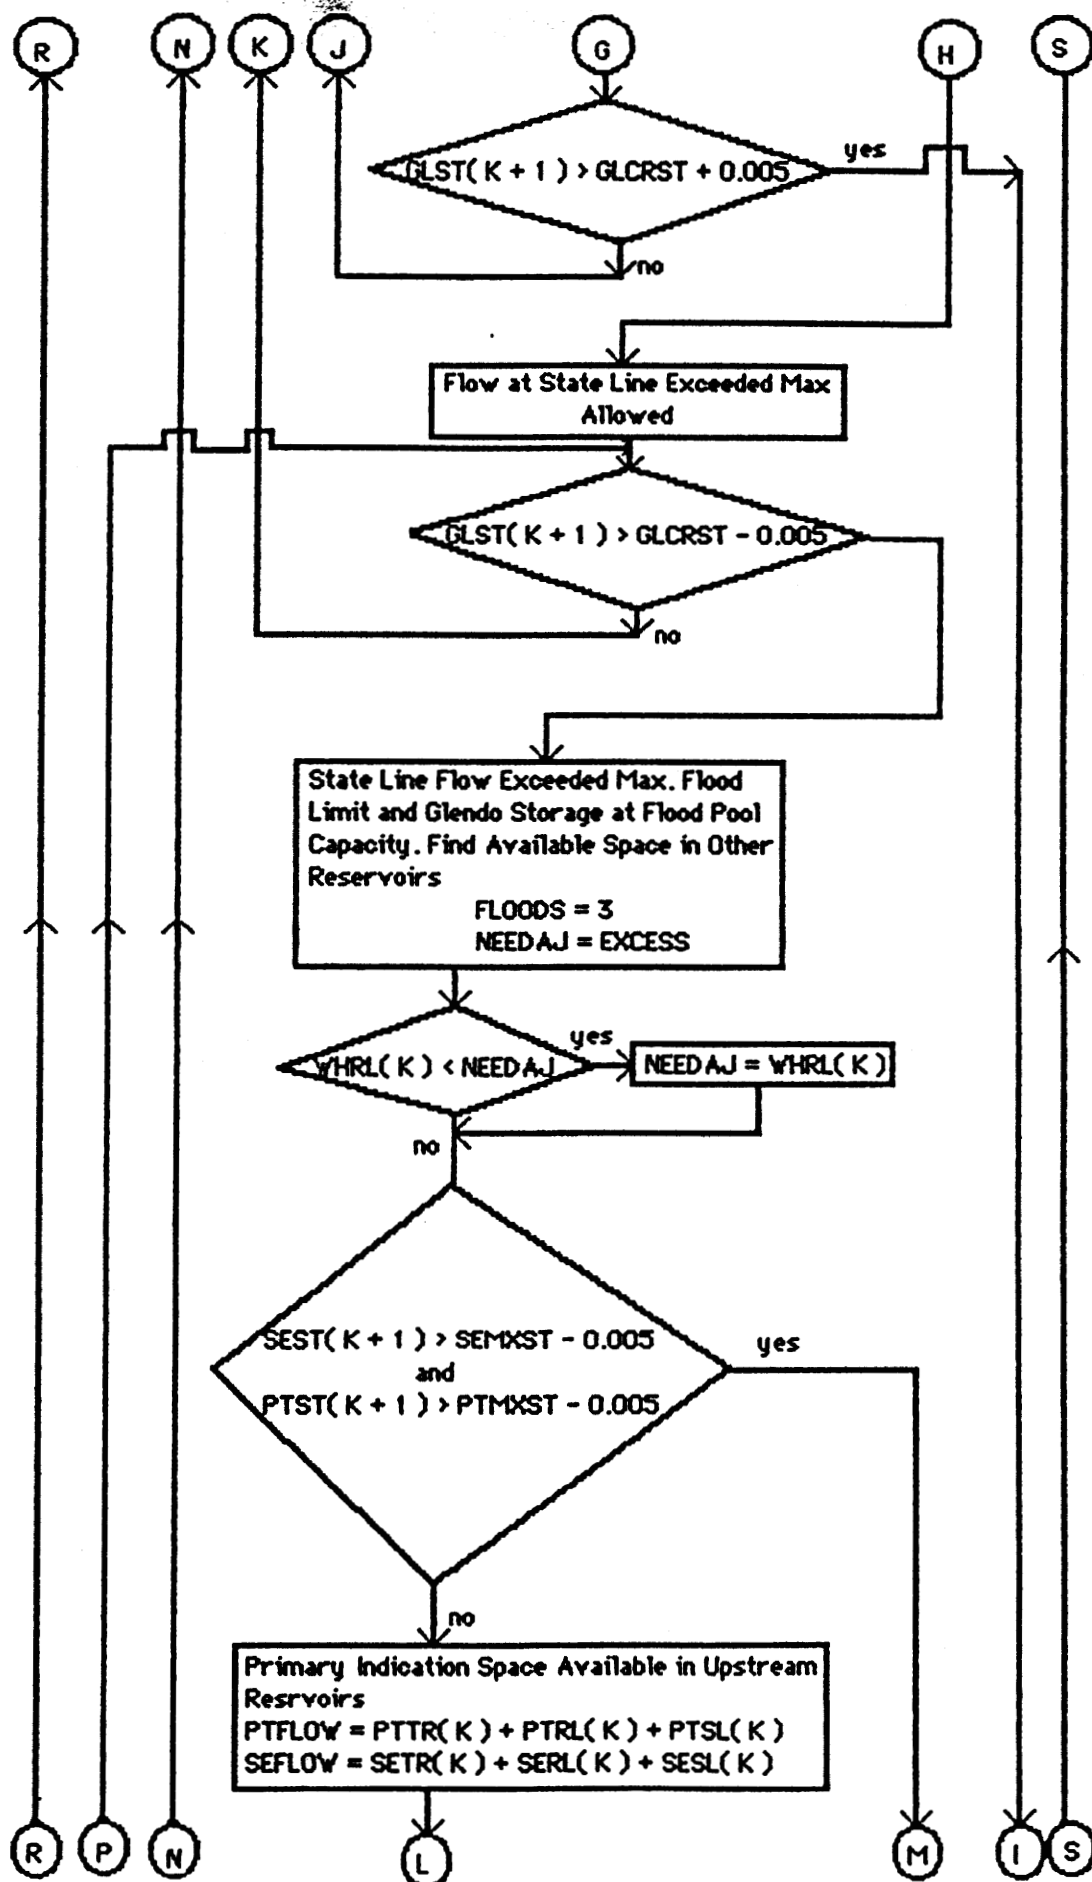 R N K J G H S
GLST( K + 1 ) > GLCRST + 0.005
yes
no
Flow at State Line Exceeded Max
Allowed
GLST( K + 1 ) > GLCRST - 0.005
no
State Line Flow Exceeded Max. Flood
Limit and Glendo Storage at Flood Pool
Capacity. Find Available Space in Other
Reservoirs
FLOODS = 3
NEEDAJ = EXCESS
WHRL( K ) < NEEDAJ
yes
NEEDAJ = WHRL( K )
no
SEST( K + 1 ) > SEMXST - 0.005
and
PTST( K + 1 ) > PTMXST - 0.005
yes
no
Primary Indication Space Available in Upstream
Resrvoirs
PTFLOW = PTTR( K ) + PTRL( K ) + PTSL( K )
SEFLOW = SETR( K ) + SERL( K ) + SESL( K )
R P N L M I S